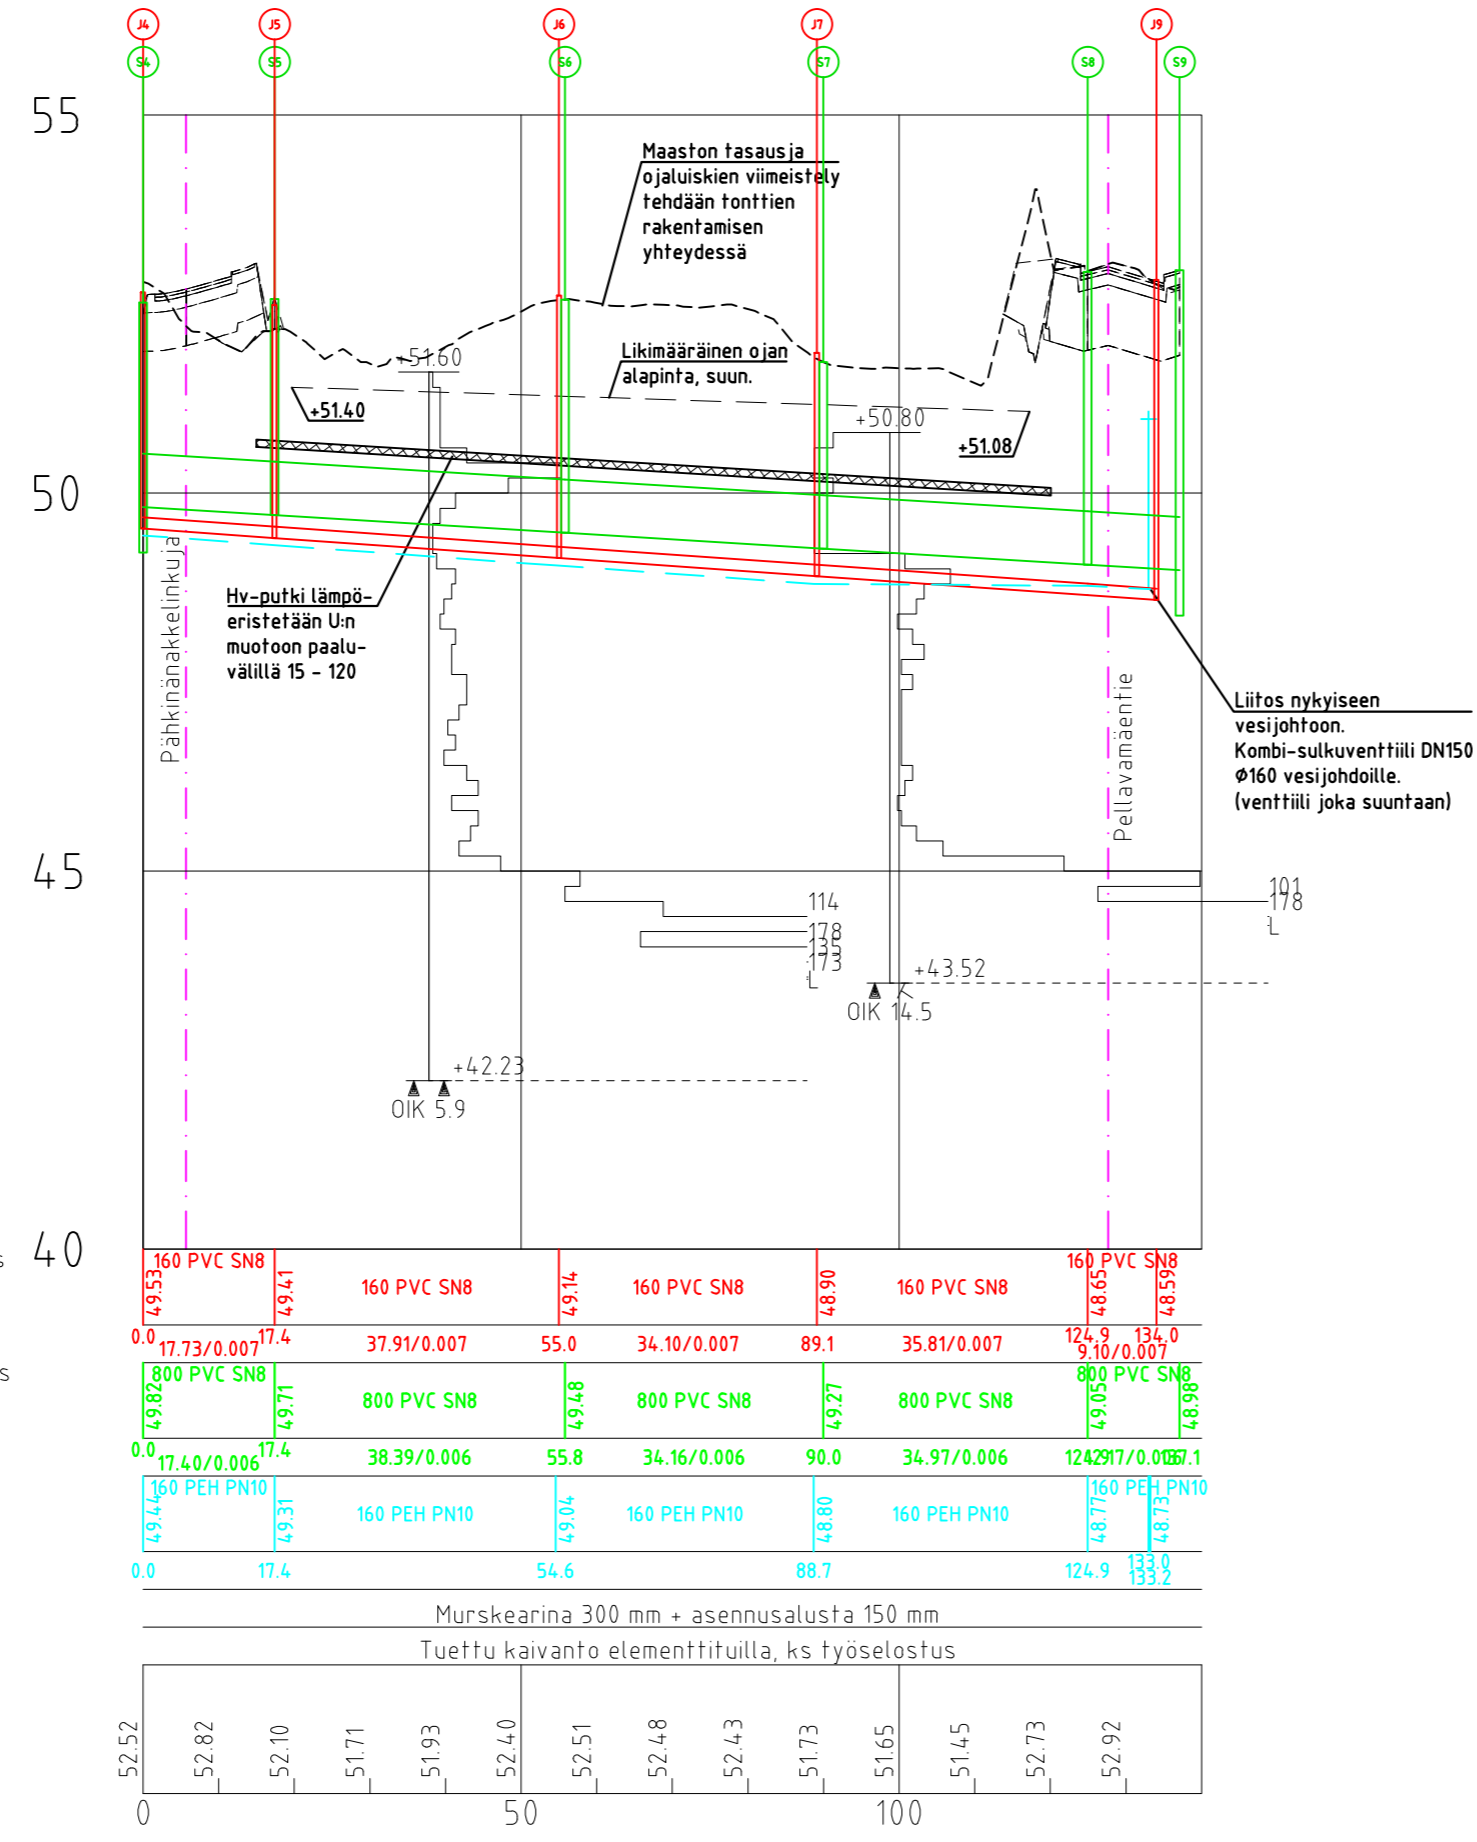 J4
J5
J6
J7
J9
S4
S5
S6
S7
S8
S9
55
Maaston tasaus ja
ojaluiskien viimeistely
tehdään tonttien
rakentamisen
yhteydessä
+51.60
Likimääräinen ojan
alapinta, suun.
+51.40
+50.80
+51.08
50
Pähkinänakkelinkuja
Hv-putki lämpö-
eristetään U:n
muotoon paalu-
välillä 15 - 120
Pellavamäentie
Liitos nykyiseen
vesijohtoon.
Kombi-sulkuventtiili DN150
Ø160 vesijohdoille.
(venttiili joka suuntaan)
45
114
178
135
173
L
101
178
L
+43.52
OIK 14.5
+42.23
OIK 5.9
40
s
160 PVC SN8
160 PVC SN8
160 PVC SN8
160 PVC SN8
160 PVC SN8
49.53
49.41
49.14
48.90
48.65
48.59
0.0
17.73/0.007
17.4
37.91/0.007
55.0
34.10/0.007
89.1
35.81/0.007
124.9
134.0
9.10/0.007
s
800 PVC SN8
800 PVC SN8
800 PVC SN8
800 PVC SN8
800 PVC SN8
49.82
49.71
49.48
49.27
49.05
48.98
0.0
17.40/0.006
17.4
38.39/0.006
55.8
34.16/0.006
90.0
34.97/0.006
137.1
160 PEH PN10
160 PEH PN10
160 PEH PN10
160 PEH PN10
160 PEH PN10
49.44
49.31
49.04
48.80
48.77
48.73
0.0
17.4
54.6
88.7
124.9
133.0
133.2
Murskearina 300 mm + asennusalusta 150 mm
Tuettu kaivanto elementtituilla, ks työselostus
52.52
52.82
52.10
51.71
51.93
52.40
52.51
52.48
52.43
51.73
51.65
51.45
52.73
52.92
0
50
100